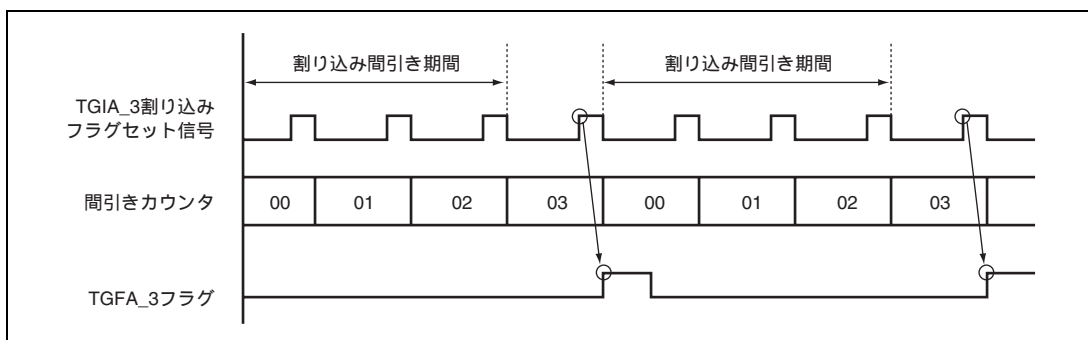 割り込み間引き期間 割り込み間引き期間
TGIA_3割り込み
フラグセット信号
間引きカウンタ 00 01 02 03 00 01 02 03
TGFA_3フラグ